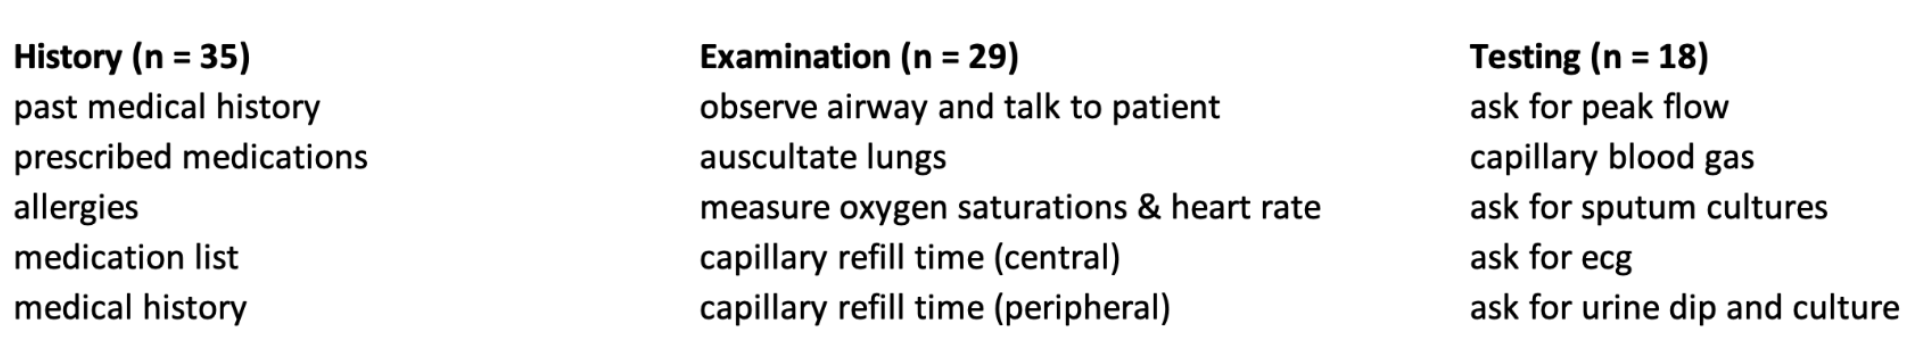 History (n = 35)
past medical history
prescribed medications
allergies
medication list
medical history
Examination (n = 29)
observe airway and talk to patient
auscultate lungs
measure oxygen saturations & heart rate
capillary refill time (central)
capillary refill time (peripheral)
Testing (n = 18)
ask for peak flow
capillary blood gas
ask for sputum cultures
ask for ecg
ask for urine dip and culture